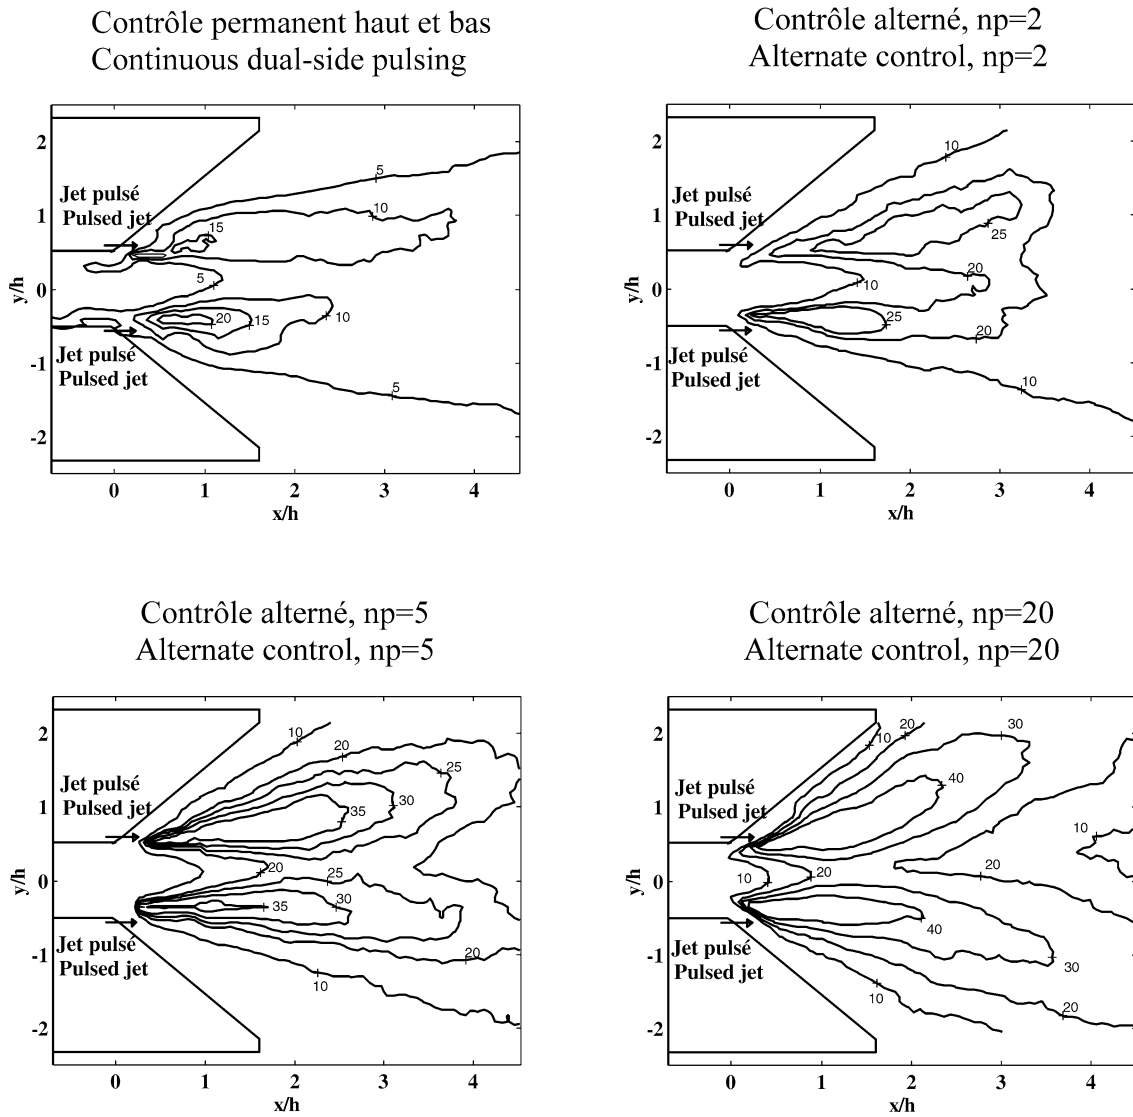 Contrôle permanent haut et bas
Continuous dual-side pulsing
Contrôle alterné, np=2
Alternate control, np=2
2
1
0
-1
-2
y/h
Jet pulsé
Pulsed jet
Jet pulsé
Pulsed jet
5
10
15
5
20
15
10
5
0
1
2
3
4
x/h
2
1
0
-1
-2
y/h
Jet pulsé
Pulsed jet
Jet pulsé
Pulsed jet
10
25
20
10
25
20
10
0
1
2
3
4
x/h
Contrôle alterné, np=5
Alternate control, np=5
Contrôle alterné, np=20
Alternate control, np=20
2
1
0
-1
-2
y/h
Jet pulsé
Pulsed jet
Jet pulsé
Pulsed jet
10
20
25
30
35
20
25
30
35
20
10
0
1
2
3
4
x/h
2
1
0
-1
-2
y/h
Jet pulsé
Pulsed jet
Jet pulsé
Pulsed jet
10
20
30
40
10
10
20
20
40
30
20
10
0
1
2
3
4
x/h